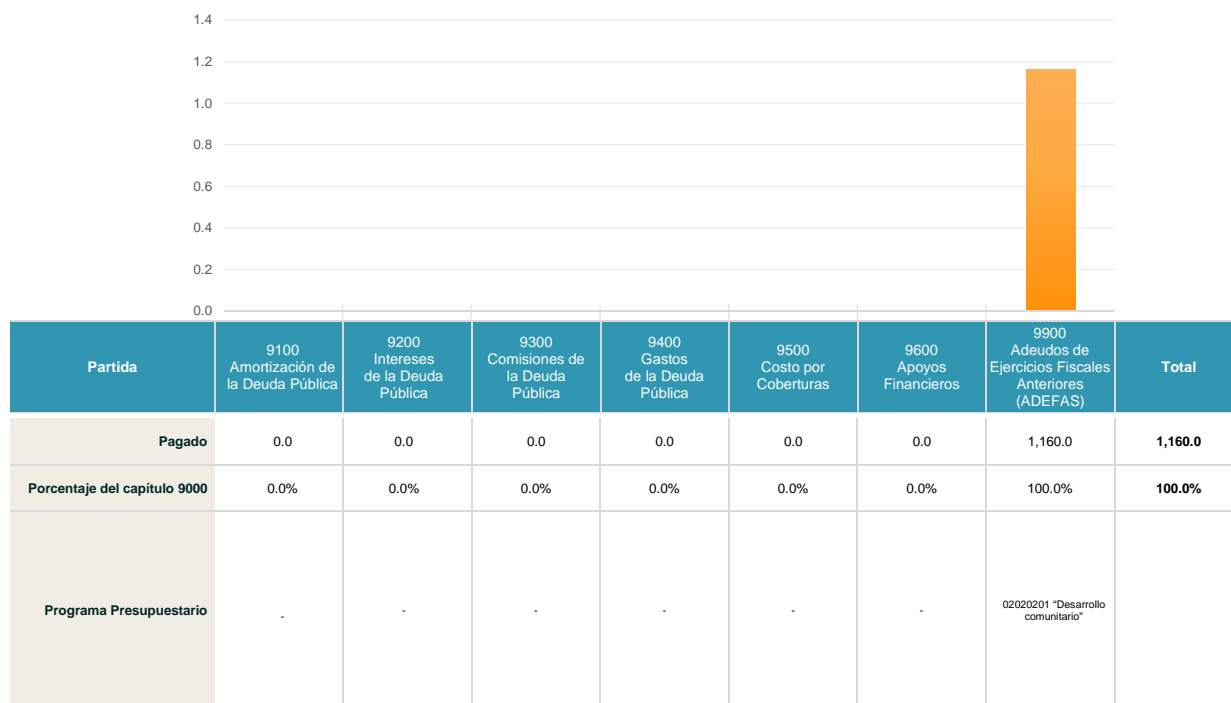 1.4
1.2
1.0
0.8
0.6
0.4
0.2
0.0
Partida
9100
Amortización de
la Deuda Pública
9200
Intereses
de la Deuda
Pública
9300
Comisiones de
la Deuda
Pública
9400
Gastos
de la Deuda
Pública
9500
Costo por
Coberturas
9600
Apoyos
Financieros
9900
Adeudos de
Ejercicios Fiscales
Anteriores
(ADEFAS)
Total
Pagado 0.0 0.0 0.0 0.0 0.0 0.0 1,160.0 1,160.0
Porcentaje del capítulo 9000 0.0% 0.0% 0.0% 0.0% 0.0% 0.0% 100.0% 100.0%
Programa Presupuestario - - - - - -
02020201 "Desarrollo
comunitario"